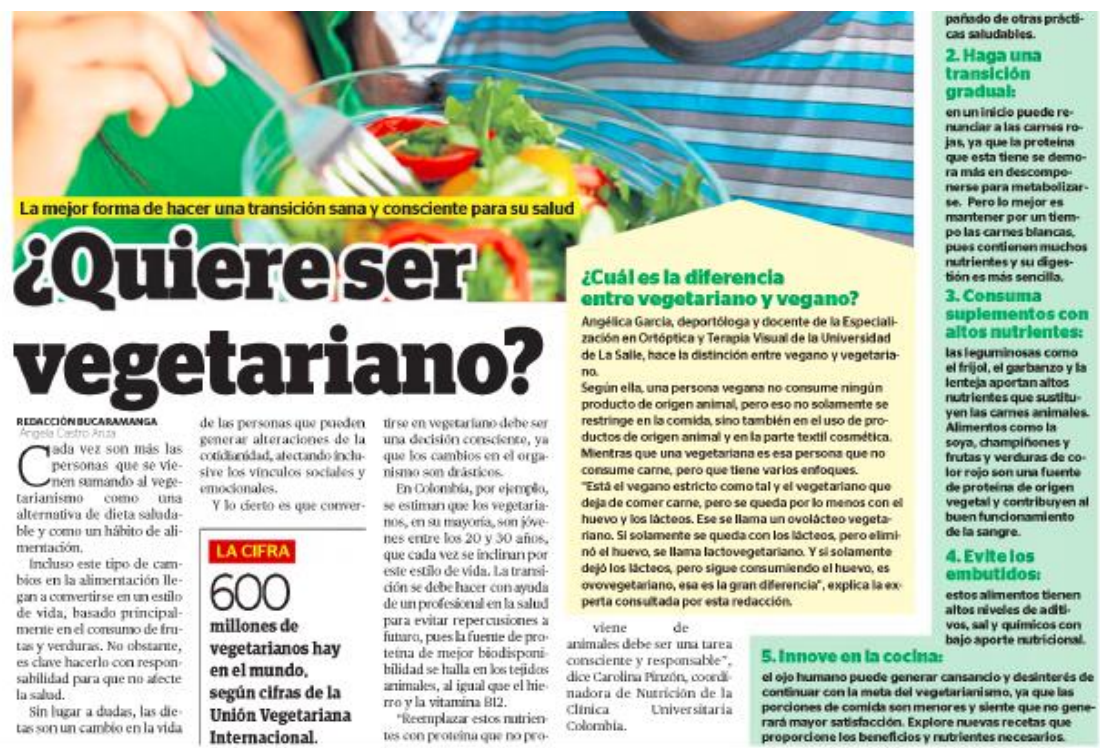 La mejor forma de hacer una transición sana y consciente para su salud
¿Quiere ser
vegetariano?
REDACCIÓN BUCARAMANGA
Ángela Castro Ariza
Cada vez son más las
personas que se vie-
nen sumando al vege-
tarianismo como una
alternativa de dieta saluda-
ble y como un hábito de ali-
mentación.
Incluso este tipo de cam-
bios en la alimentación lle-
gan a convertirse en un estilo
de vida, basado principal-
mente en el consumo de fru-
tas y verduras. No obstante,
es clave hacerlo con respon-
sabilidad para que no afecte
la salud.
Sin lugar a dudas, las die-
tas son un cambio en la vida
de las personas que pueden
generar alteraciones de la
cotidianidad, afectando inclu-
sive los vínculos sociales y
emocionales.
Y lo cierto es que conver-
LA CIFRA
600
millones de
vegetarianos hay
en el mundo,
según cifras de la
Unión Vegetariana
Internacional.
tirse en vegetariano debe ser
una decisión consciente, ya
que los cambios en el orga-
nismo son drásticos.
En Colombia, por ejemplo,
se estiman que los vegetaria-
nos, en su mayoría, son jóve-
nes entre los 20 y 30 años,
que cada vez se inclinan por
este estilo de vida. La transi-
ción se debe hacer con ayuda
de un profesional en la salud
para evitar repercusiones a
futuro, pues la fuente de pro-
teína de mejor biodisponi-
bilidad se halla en los tejidos
animales, al igual que el hie-
rro y la vitamina B12.
"Reemplazar estos nutrien-
tes con proteína que no pro-
viene de
animales debe ser una tarea
consciente y responsable",
dice Carolina Pinzón, coordi-
nadora de Nutrición de la
Clínica Universitaria
Colombia.
¿Cuál es la diferencia
entre vegetariano y vegano?
Angélica García, deportóloga y docente de la Especiali-
zación en Ortóptica y Terapia Visual de la Universidad
de La Salle, hace la distinción entre vegano y vegetaria-
no.
Según ella, una persona vegana no consume ningún
producto de origen animal, pero eso no solamente se
restringe en la comida, sino también en el uso de pro-
ductos de origen animal y en la parte textil cosmética.
Mientras que una vegetariana es esa persona que no
consume carne, pero que tiene varios enfoques.
"Está el vegano estricto como tal y el vegetariano que
deja de comer carne, pero se queda por lo menos con el
huevo y los lácteos. Ese se llama un ovolácteo vegeta-
riano. Si solamente se queda con los lácteos, pero elimi-
nó el huevo, se llama lactovegetariano. Y si solamente
dejó los lácteos, pero sigue consumiendo el huevo, es
ovovegetariano, esa es la gran diferencia", explica la ex-
perta consultada por esta redacción.
pañado de otras prácti-
cas saludables.
2. Haga una
transición
gradual:
en un inicio puede re-
nunciar a las carnes ro-
jas, ya que la proteína
que esta tiene se demo-
ra más en descompo-
nerse para metabolizar-
se. Pero lo mejor es
mantener por un tiem-
po las carnes blancas,
pues contienen muchos
nutrientes y su diges-
tión es más sencilla.
3. Consuma
suplementos con
altos nutrientes:
las leguminosas como
el fríjol, el garbanzo y la
lenteja aportan altos
nutrientes que sustitu-
yen las carnes animales.
Alimentos como la
soya, champiñones y
frutas y verduras de co-
lor rojo son una fuente
de proteína de origen
vegetal y contribuyen al
buen funcionamiento
de la sangre.
4. Evite los
embutidos:
estos alimentos tienen
altos niveles de aditi-
vos, sal y químicos con
bajo aporte nutricional.
5. Innove en la cocina:
el ojo humano puede generar cansancio y desinterés de
continuar con la meta del vegetarianismo, ya que las
porciones de comida son menores y siente que no gene-
rará mayor satisfacción. Explore nuevas recetas que
proporcione los beneficios y nutrientes necesarios.